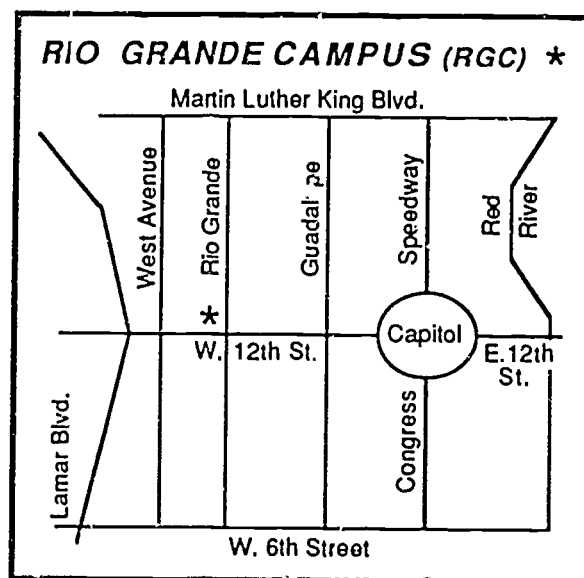 RIO GRANDE CAMPUS (RGC) *
Martin Luther King Blvd.
West Avenue
Rio Grande
Speedway
Red
River
*
Capitol
W. 12th St.
E. 12th
St.
Lamar Blvd.
Congress
W. 6th Street